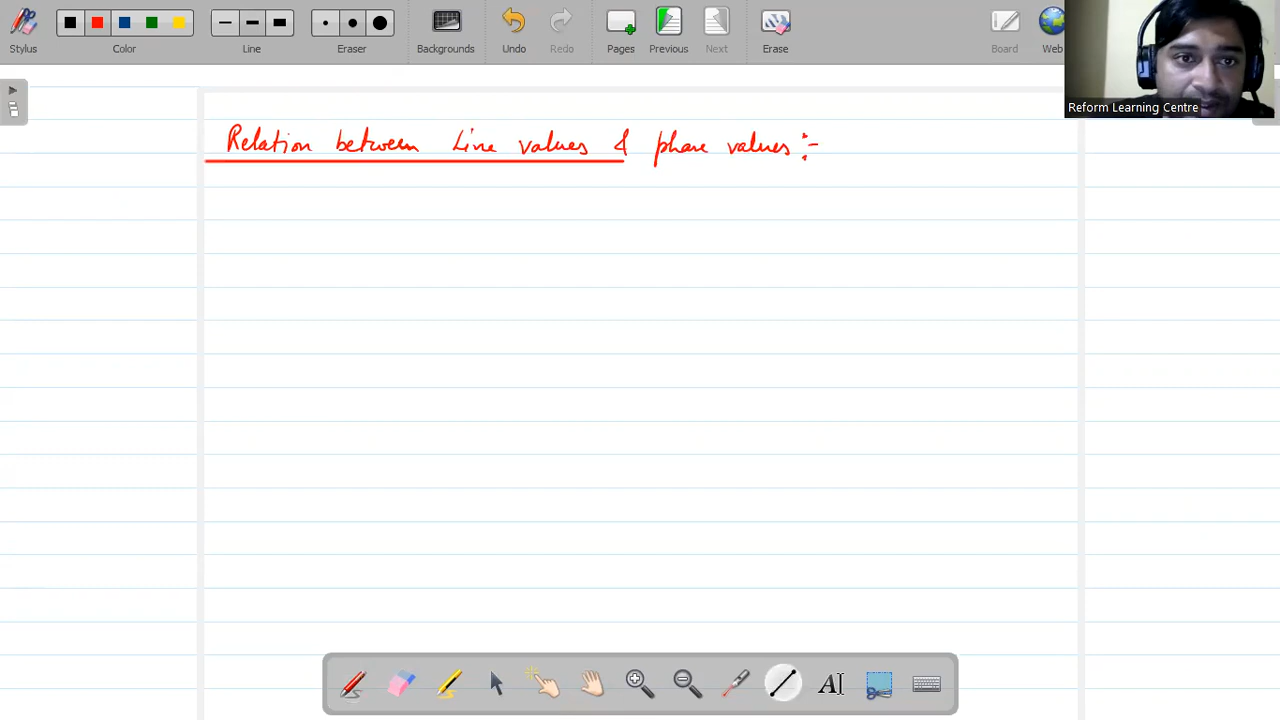 Stylus Color Line Eraser Backgrounds Undo Redo Pages Previous Next Erase Board Web
Reform Learning Centre
Relation between Line values & phase values :-